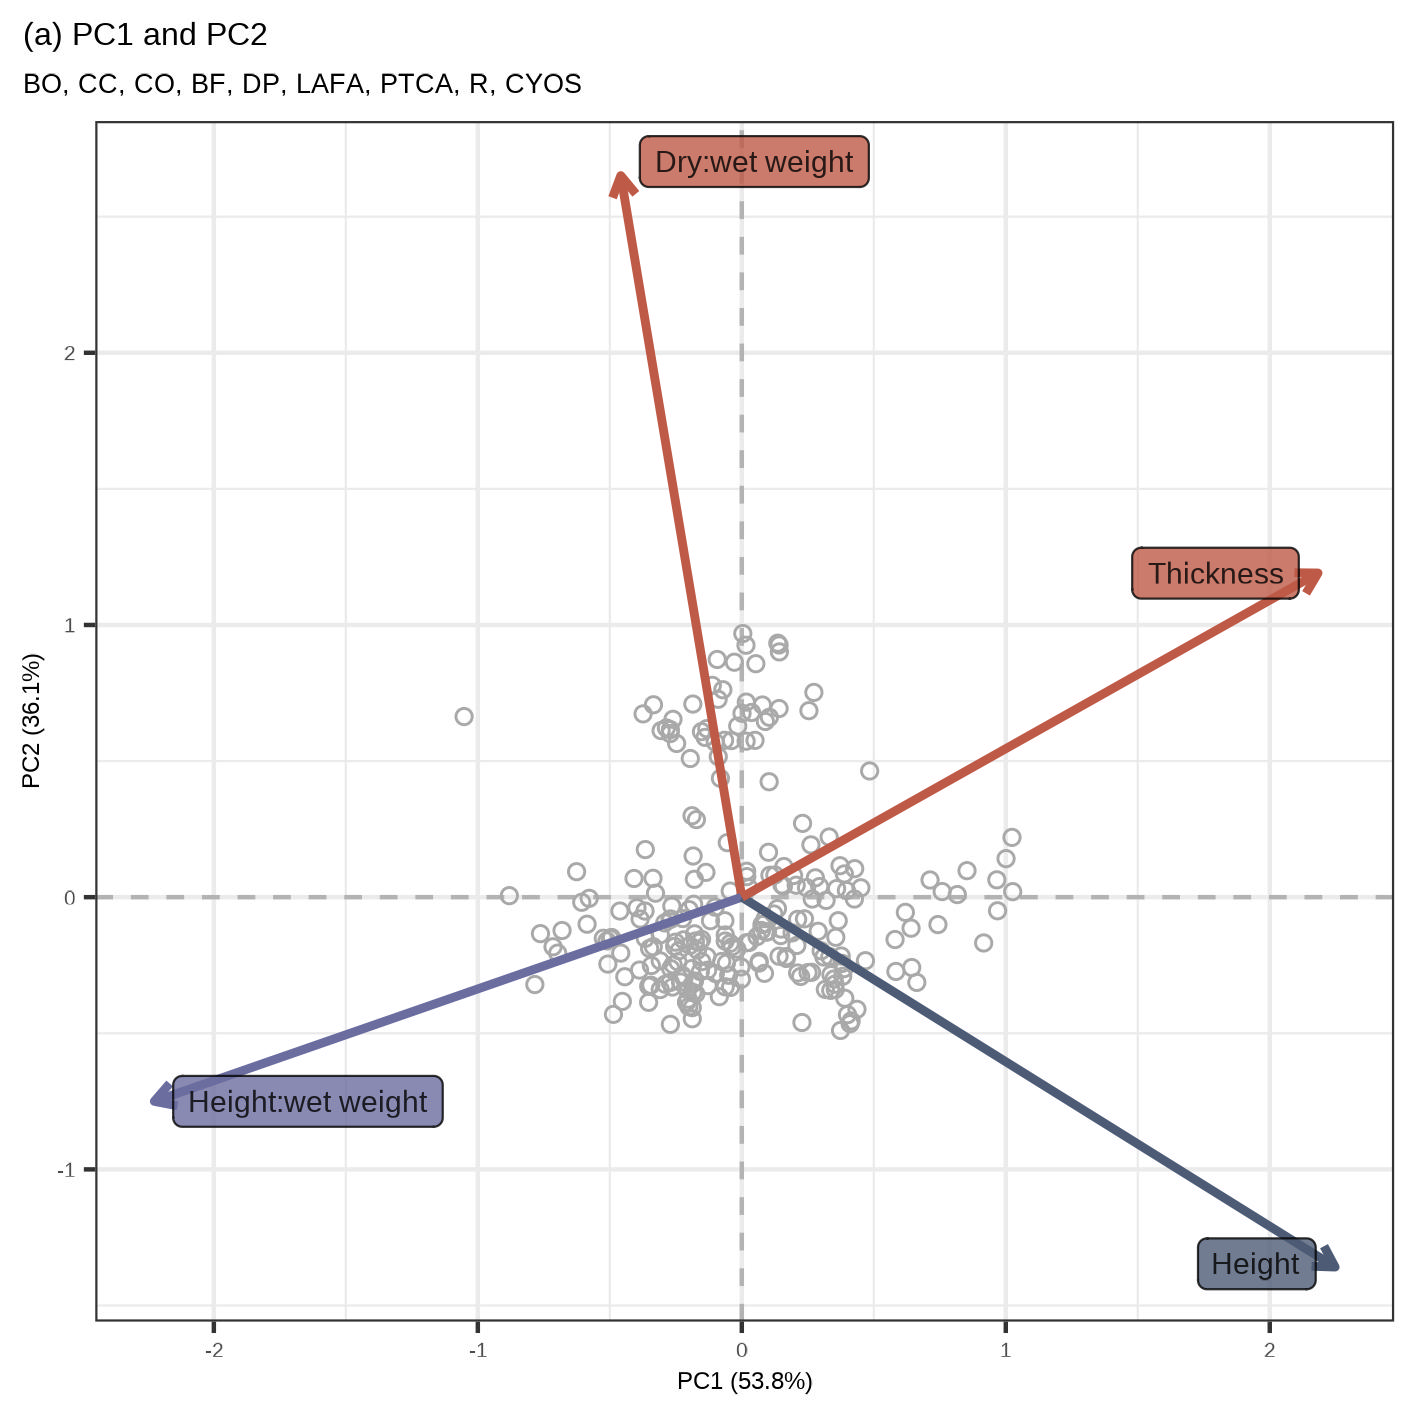 (a) PC1 and PC2
BO, CC, CO, BF, DP, LAFA, PTCA, R, CYOS
Dry:wet weight
Thickness
Height:wet weight
Height
2
1
0
-1
PC2 (36.1%)
-2 -1 0 1 2
PC1 (53.8%)